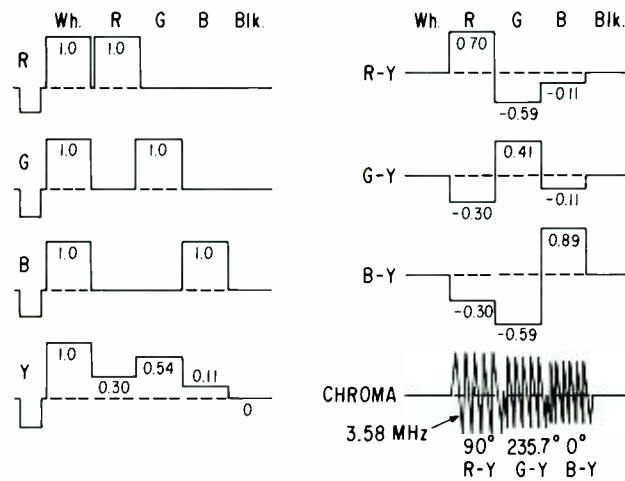 Wh. R G B Blk.
R 1.0 1.0
G 1.0 1.0
B 1.0 1.0
Y 1.0 0.30 0.54 0.11 0
Wh. R G B Blk.
R-Y 0.70 -0.59 -0.11
G-Y -0.30 0.41 -0.11
B-Y -0.30 -0.59 0.89
CHROMA
3.58 MHz
90° 235.7° 0°
R-Y G-Y B-Y